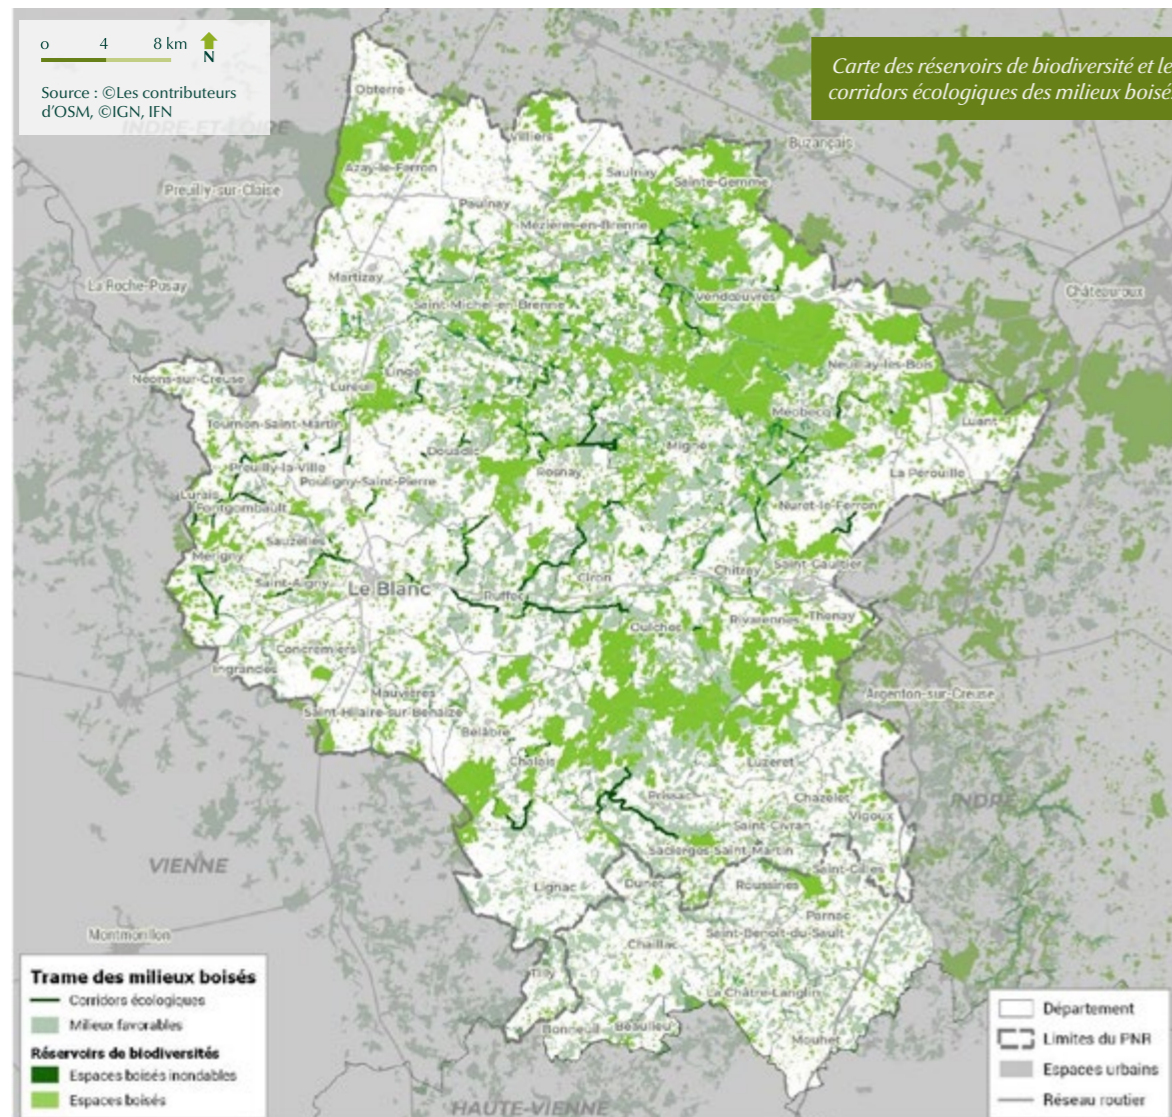 0 4 8 km
N
Source : ©Les contributeurs
d'OSM, ©IGN, IFN
Carte des réservoirs de biodiversité et le
corridors écologiques des milieux boisés
INDRE-ET-LOIRE
Obterre
Villiers
Buzançais
Azay-le-Ferron
Saulnay
Sainte-Gemme
Preuilly-sur-Claise
Paulnay
Mézières-en-Brenne
Martizay
La Roche-Posay
Châteauroux
Saint-Michel-en-Brenne
Vendœuvres
Neuillay-les-Bois
Néons-sur-Creuse
Lingé
Lureuil
Méobecq
Luant
Tournon-Saint-Martin
Douadic
Migné
Preuilly-la-Ville
Rosnay
La Pérouille
Pouligny-Saint-Pierre
Lurais
Fontgombault
Nuret-le-Ferron
Sauzelles
Mérigny
Saint-Gaultier
Saint-Aigny
Le Blanc
Ciron
Chitray
Ruffec
Rivarennes
Thenay
Oulches
Concremiers
Ingrandes
Mauvières
Argenton-sur-Creuse
Saint-Hilaire-sur-Benaize
Bélâbre
Chalais
Luzeret
Prissac
Chazelet
INDRE
Vigoux
Saint-Civran
VIENNE
Sacierges-Saint-Martin
Saint-Gilles
Lignac
Dunet
Roussines
Parnac
Montmorillon
Saint-Benoît-du-Sault
Chaillac
Tilly
La Châtre-Langlin
Bonneuil
Beaulieu
Mouhet
HAUTE-VIENNE
Trame des milieux boisés
Corridors écologiques
Milieux favorables
Réservoirs de biodiversités
Espaces boisés inondables
Espaces boisés
Département
Limites du PNR
Espaces urbains
Réseau routier